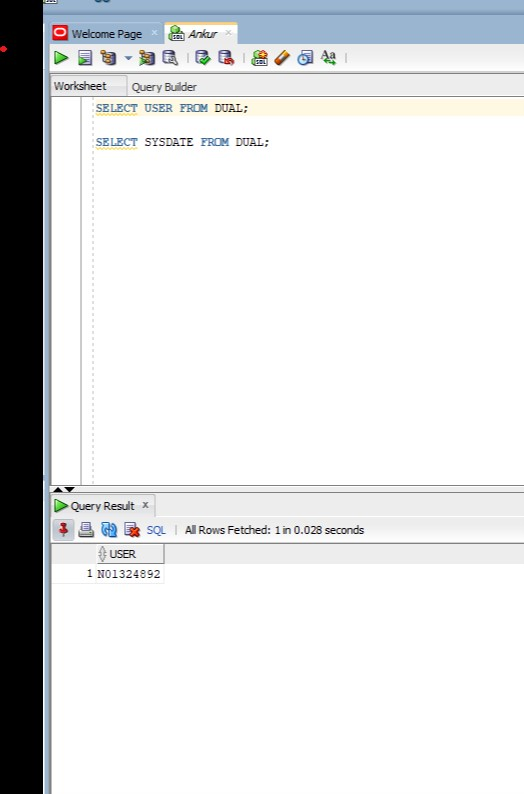 Welcome Page
Ankur
Worksheet Query Builder
SELECT USER FROM DUAL;
SELECT SYSDATE FROM DUAL;
Query Result
SQL All Rows Fetched: 1 in 0.028 seconds
USER
1 N01324892